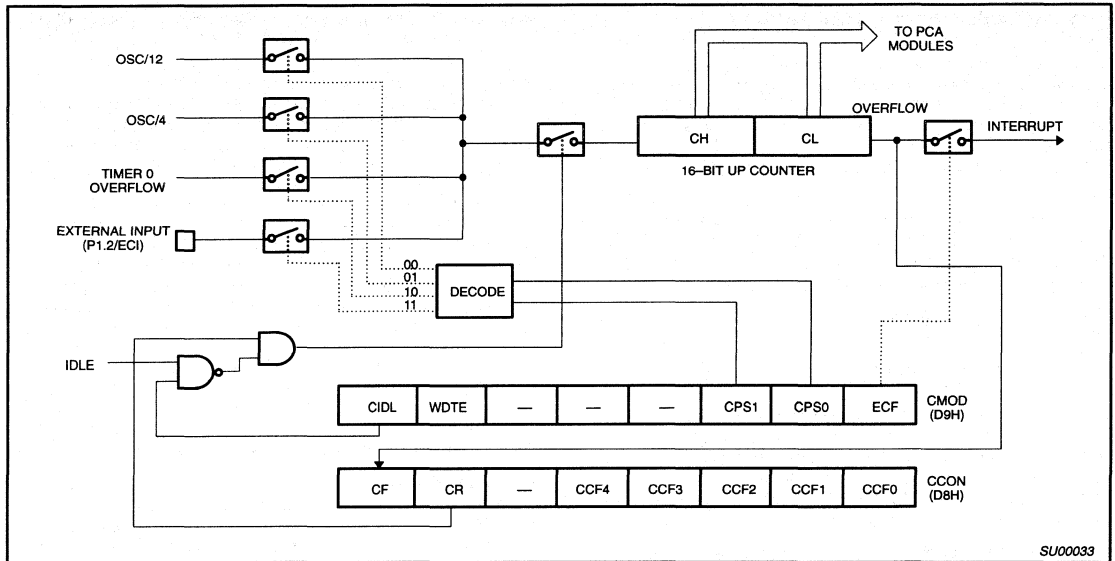 OSC/12
OSC/4
TIMER 0
OVERFLOW
EXTERNAL INPUT
(P1.2/ECI)
TO PCA
MODULES
OVERFLOW
CH
CL
INTERRUPT
16–BIT UP COUNTER
00
01
10
11
DECODE
IDLE
CIDL
WDTE
—
—
—
CPS1
CPS0
ECF
CMOD
(D9H)
CF
CR
—
CCF4
CCF3
CCF2
CCF1
CCF0
CCON
(D8H)
SU00033